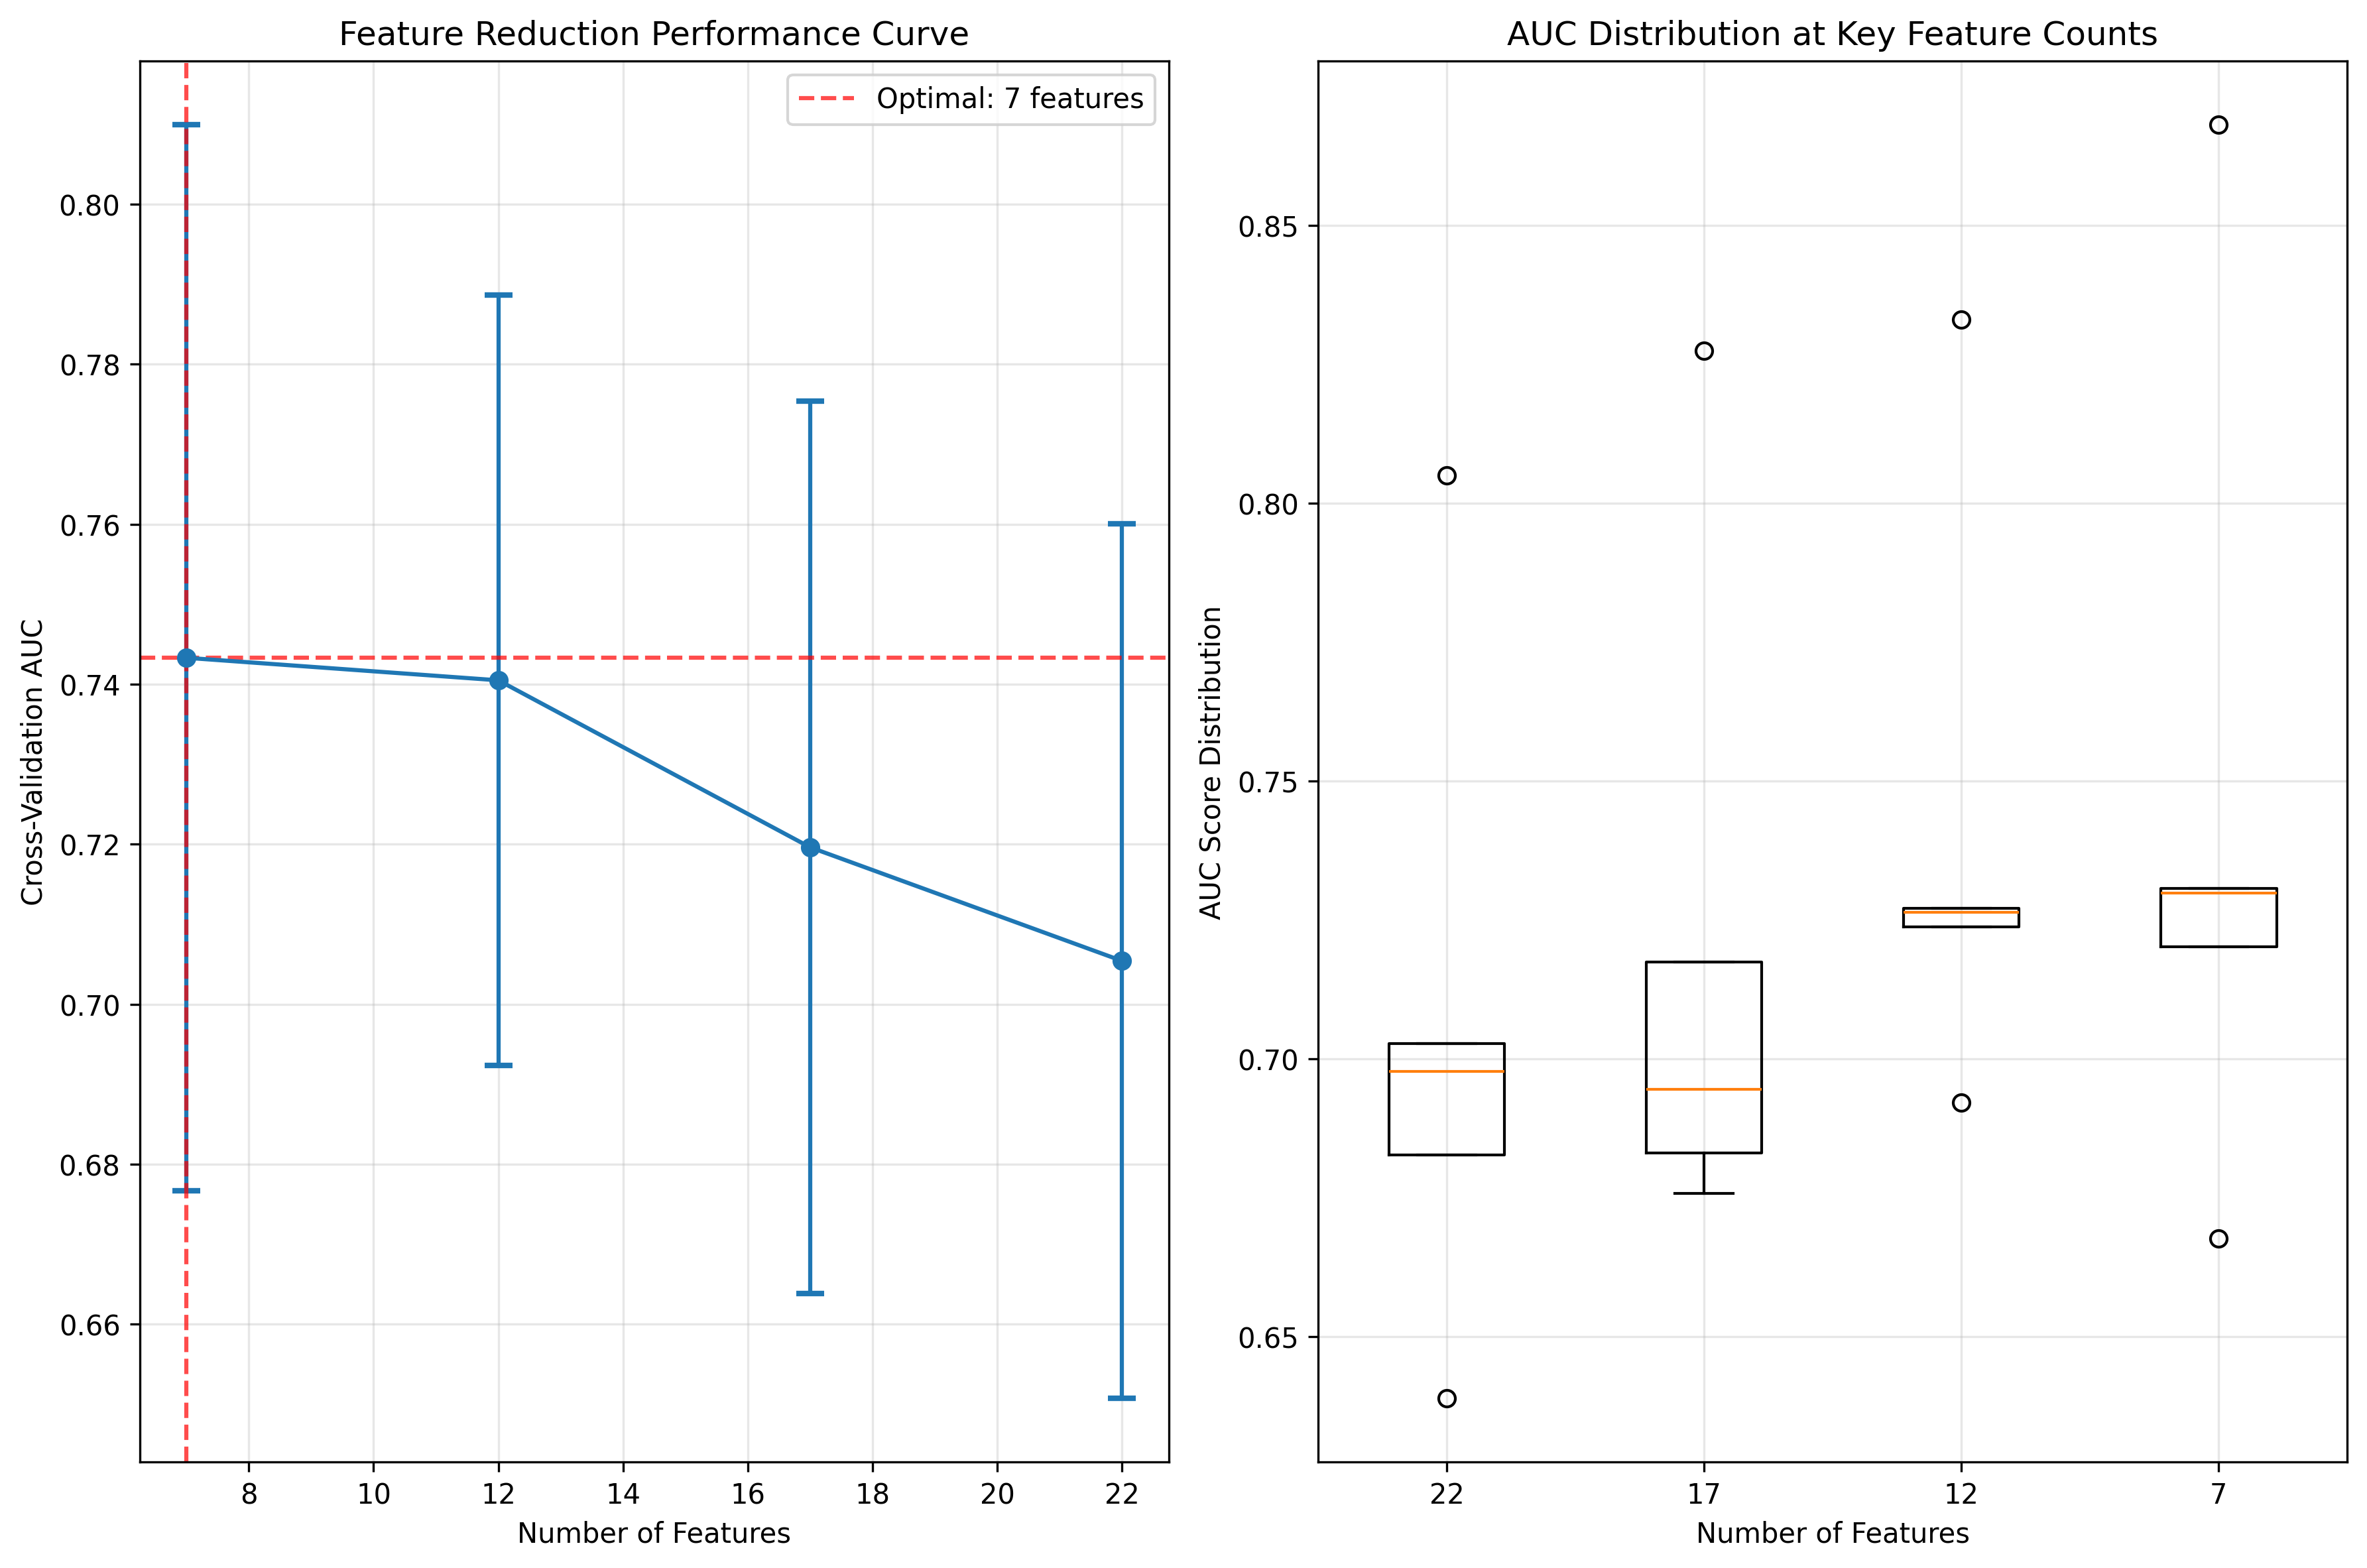 Feature Reduction Performance Curve
Optimal: 7 features
0.80
0.78
0.76
0.74
0.72
0.70
0.68
0.66
Cross-Validation AUC
8 10 12 14 16 18 20 22
Number of Features
AUC Distribution at Key Feature Counts
0.85
0.80
0.75
0.70
0.65
AUC Score Distribution
22 17 12 7
Number of Features